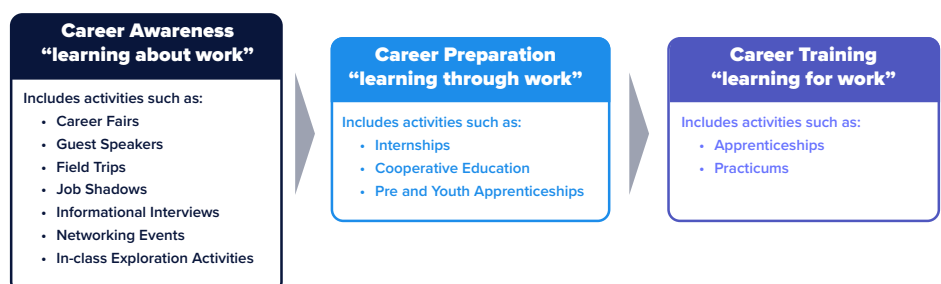 Career Awareness
“learning about work”
Includes activities such as:
• Career Fairs
• Guest Speakers
• Field Trips
• Job Shadows
• Informational Interviews
• Networking Events
• In-class Exploration Activities
Career Preparation
“learning through work”
Includes activities such as:
• Internships
• Cooperative Education
• Pre and Youth Apprenticeships
Career Training
“learning for work”
Includes activities such as:
• Apprenticeships
• Practicums